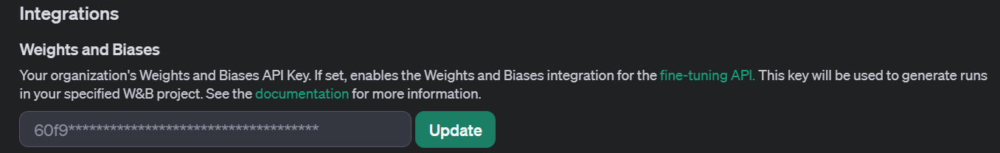 Integrations
Weights and Biases
Your organization's Weights and Biases API Key. If set, enables the Weights and Biases integration for the fine-tuning API. This key will be used to generate runs
in your specified W&B project. See the documentation for more information.
60f9************************************ Update